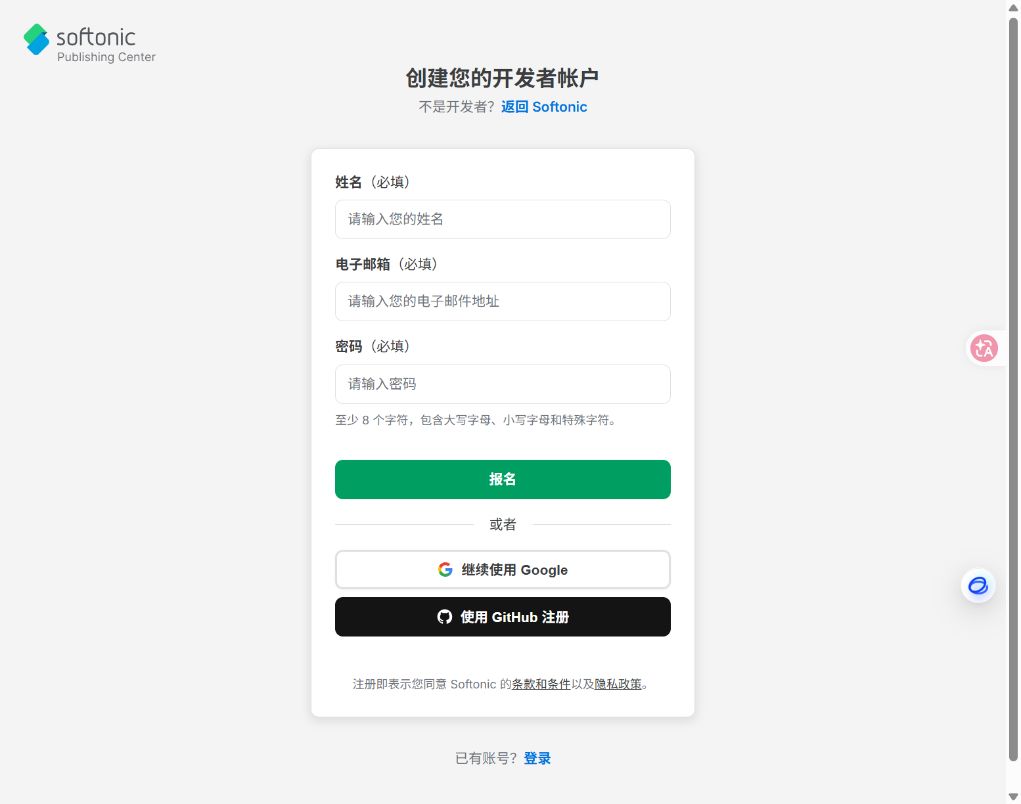 softonic
Publishing Center
创建您的开发者帐户
不是开发者？返回 Softonic
姓名（必填）
请输入您的姓名
电子邮箱（必填）
请输入您的电子邮件地址
密码（必填）
请输入密码
至少 8 个字符，包含大写字母、小写字母和特殊字符。
报名
或者
继续使用 Google
使用 GitHub 注册
注册即表示您同意 Softonic 的条款和条件以及隐私政策。
已有账号？登录